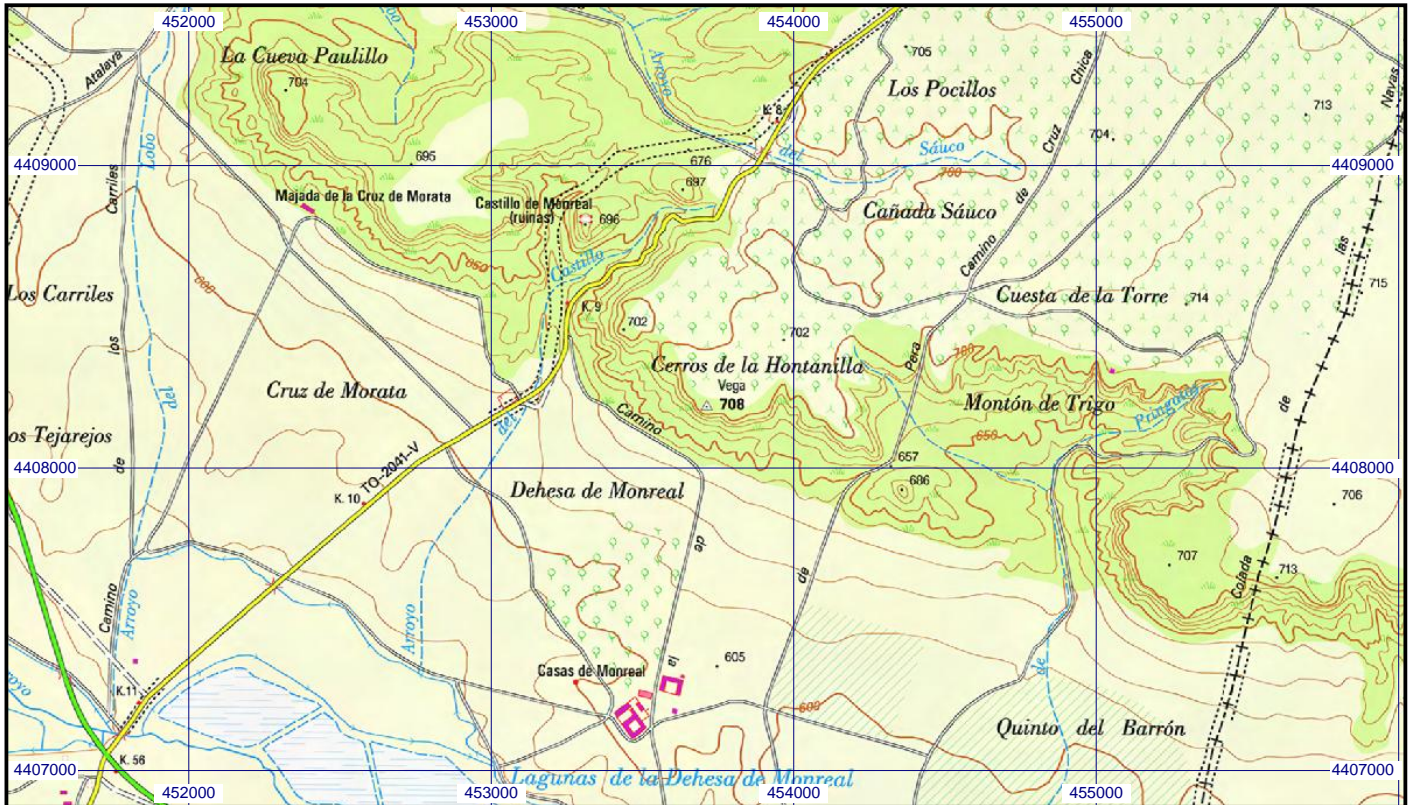 452000
453000
454000
455000
La Cueva Paulillo
704
Atalaya
Lobo
Arroyo
705
Chica
Los Pocillos
713
Navas
K. 8
704
Cruz
695
676
del
Sáuco
4409000
4409000
700
697
Carriles
Majada de la Cruz de Morata
Castillo de Monreal
(ruinas)
696
Cañada Sáuco
de
las
650
Castillo
Camino
600
Los Carriles
K. 9
Cuesta de la Torre
714
715
702
702
los
Pera
700
Cerros de la Hontanilla
Vega
708
Cruz de Morata
del
Montón de Trigo
Pringones
de
Camino
del
650
os Tejarejos
de
4408000
657
4408000
TO-2041-V
K. 10
Dehesa de Monreal
686
706
de
707
713
de
Colada
Camino
Arroyo
Arroyo
605
la
de
Casas de Monreal
royo
K.11
600
Quinto del Barrón
K. 56
4407000
Lagunas de la Dehesa de Monreal
4407000
452000
453000
454000
455000